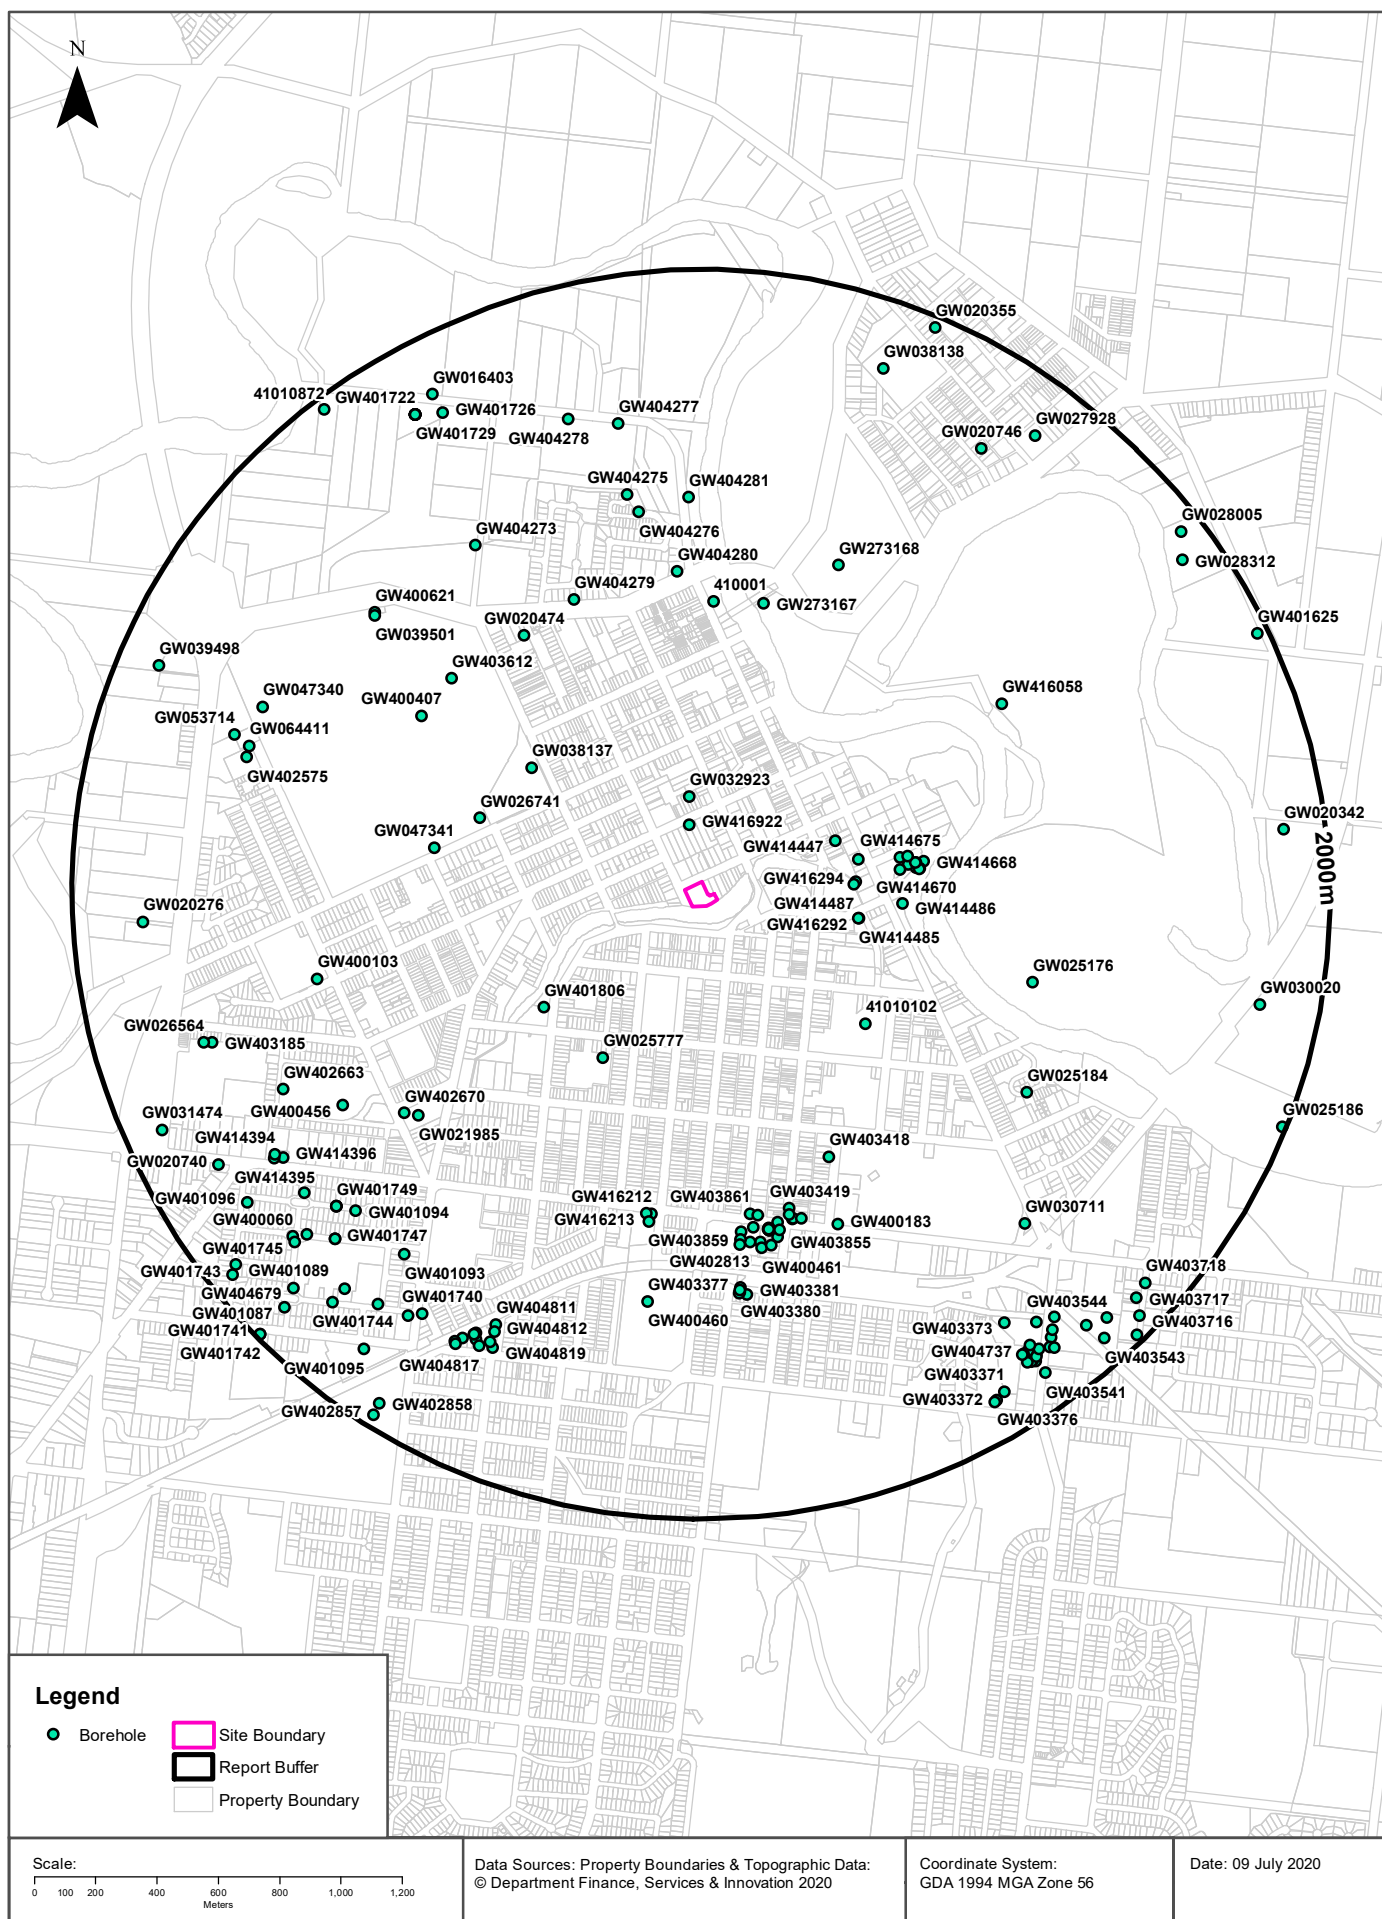 N
GW020355
GW038138
GW016403
41010872
GW401722
GW401726
GW404277
GW401729
GW404278
GW027928
GW020746
GW404275
GW404281
GW404276
GW028005
GW404273
GW404280
GW273168
GW028312
GW404279
410001
GW400621
GW273167
GW039501
GW020474
GW401625
GW039498
GW403612
GW047340
GW400407
GW416058
GW053714
GW064411
GW402575
GW038137
GW032923
GW026741
GW020342
GW416922
GW047341
GW414447
GW414675
GW414668
2000m
GW416294
GW414670
GW414487
GW414486
GW020276
GW416292
GW414485
GW400103
GW025176
GW401806
GW030020
41010102
GW026564
GW403185
GW025777
GW402663
GW025184
GW400456
GW402670
GW031474
GW025186
GW021985
GW414394
GW414396
GW403418
GW020740
GW414395
GW401749
GW401096
GW401094
GW416212
GW403861
GW403419
GW030711
GW400060
GW416213
GW400183
GW401747
GW403859
GW403855
GW401745
GW402813
GW400461
GW401743
GW401089
GW401093
GW403718
GW404679
GW403377
GW403381
GW403717
GW401087
GW401740
GW404811
GW403380
GW403544
GW400460
GW403716
GW401744
GW404812
GW403373
GW401741
GW401742
GW404819
GW404737
GW403543
GW401095
GW404817
GW403371
GW403541
GW402858
GW403372
GW402857
GW403376
Legend
Borehole
Site Boundary
Report Buffer
Property Boundary
Scale:
0 100 200 400 600 800 1,000 1,200
Meters
Data Sources: Property Boundaries & Topographic Data:
© Department Finance, Services & Innovation 2020
Coordinate System:
GDA 1994 MGA Zone 56
Date: 09 July 2020